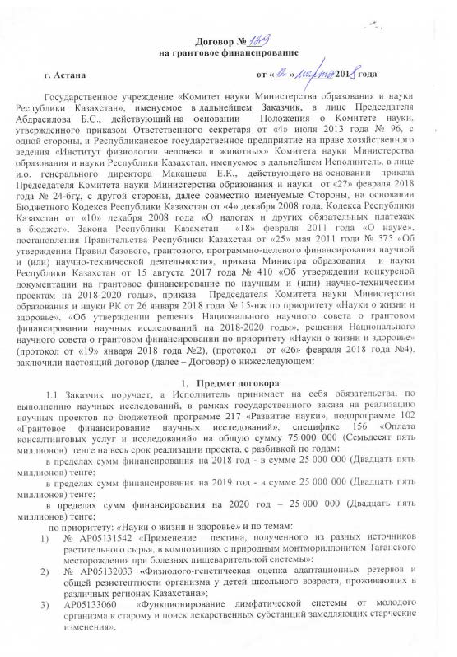 Договор № 139
на грантовое финансирование
г. Астана от « » марта 2018 года
Государственное учреждение «Комитет науки Министерства образования и науки
Республики Казахстан», именуемое в дальнейшем Заказчик, в лице Председателя
Абдрасилова Б.С., действующий на основании Положения о Комитете науки,
утвержденного приказом Ответственного секретаря от «4» июля 2013 года № 96, с
одной стороны, и Республиканское государственное предприятие на праве хозяйственного
ведения «Институт физиологии человека и животных» Комитета науки Министерства
образования и науки Республики Казахстан, именуемое в дальнейшем Исполнитель, в лице
и.о. генерального директора Макашева Е.К., действующего на основании приказа
Председателя Комитета науки Министерства образования и науки от «27» февраля 2018
года № 24-бгу, с другой стороны, далее совместно именуемые Стороны, на основании
Бюджетного Кодекса Республики Казахстан от «4» декабря 2008 года, Кодекса Республики
Казахстан от «10» декабря 2008 года «О налогах и других обязательных платежах
в бюджет», Закона Республики Казахстан «18» февраля 2011 года «О науке»,
постановления Правительства Республики Казахстан от «25» мая 2011 года № 575 «Об
утверждении Правил базового, грантового, программно-целевого финансирования научной
и (или) научно-технической деятельности», приказа Министра образования и науки
Республики Казахстан от 15 августа 2017 года № 410 «Об утверждении конкурсной
документации на грантовое финансирование по научным и (или) научно-техническим
проектам на 2018-2020 годы», приказа Председателя Комитета науки Министерства
образования и науки РК от 26 января 2018 года № 15-нж по приоритету «Науки о жизни и
здоровье», «Об утверждении решения Национального научного совета о грантовом
финансировании научных исследований на 2018-2020 годы», решения Национального
научного совета о грантовом финансировании по приоритету «Науки о жизни и здоровье»
(протокол от «19» января 2018 года №2), (протокол от «26» февраля 2018 года №4),
заключили настоящий договор (далее – Договор) о нижеследующем:
1. Предмет договора
1.1 Заказчик поручает, а Исполнитель принимает на себя обязательства, по
выполнению научных исследований, в рамках государственного заказа на реализацию
научных проектов по бюджетной программе 217 «Развитие науки», подпрограмме 102
«Грантовое финансирование научных исследований», специфике 156 «Оплата
консалтинговых услуг и исследований» на общую сумму 75 000 000 (Семьдесят пять
миллионов) тенге на весь срок реализации проекта, с разбивкой по годам:
в пределах сумм финансирования на 2018 год - в сумме 25 000 000 (Двадцать пять
миллионов) тенге;
в пределах сумм финансирования на 2019 год - в сумме 25 000 000 (Двадцать пять
миллионов) тенге;
в пределах сумм финансирования на 2020 год – 25 000 000 (Двадцать пять
миллионов) тенге;
по приоритету: «Науки о жизни и здоровье» и по темам:
1) № АР05131542 «Применение пектина, полученного из разных источников
растительного сырья, в композициях с природным монтмориллонитом Таганского
месторождения при болезнях пищеварительной системы»;
2) № АР05132033 «Физиолого-генетическая оценка адаптационных резервов и
общей резистентности организма у детей школьного возраста, проживающих в
различных регионах Казахстана»;
3) АР05133060 «Функционирование лимфатической системы от молодого
организма к старому и поиск лекарственных субстанций замедляющих старческие
изменения».